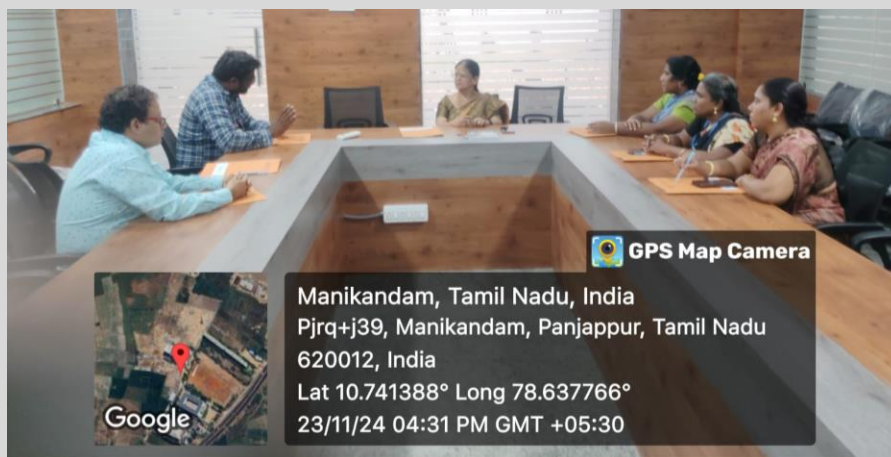 GPS Map Camera
Manikandam, Tamil Nadu, India
Pjrq+j39, Manikandam, Panjappur, Tamil Nadu
620012, India
Lat 10.741388° Long 78.637766°
23/11/24 04:31 PM GMT +05:30
Google